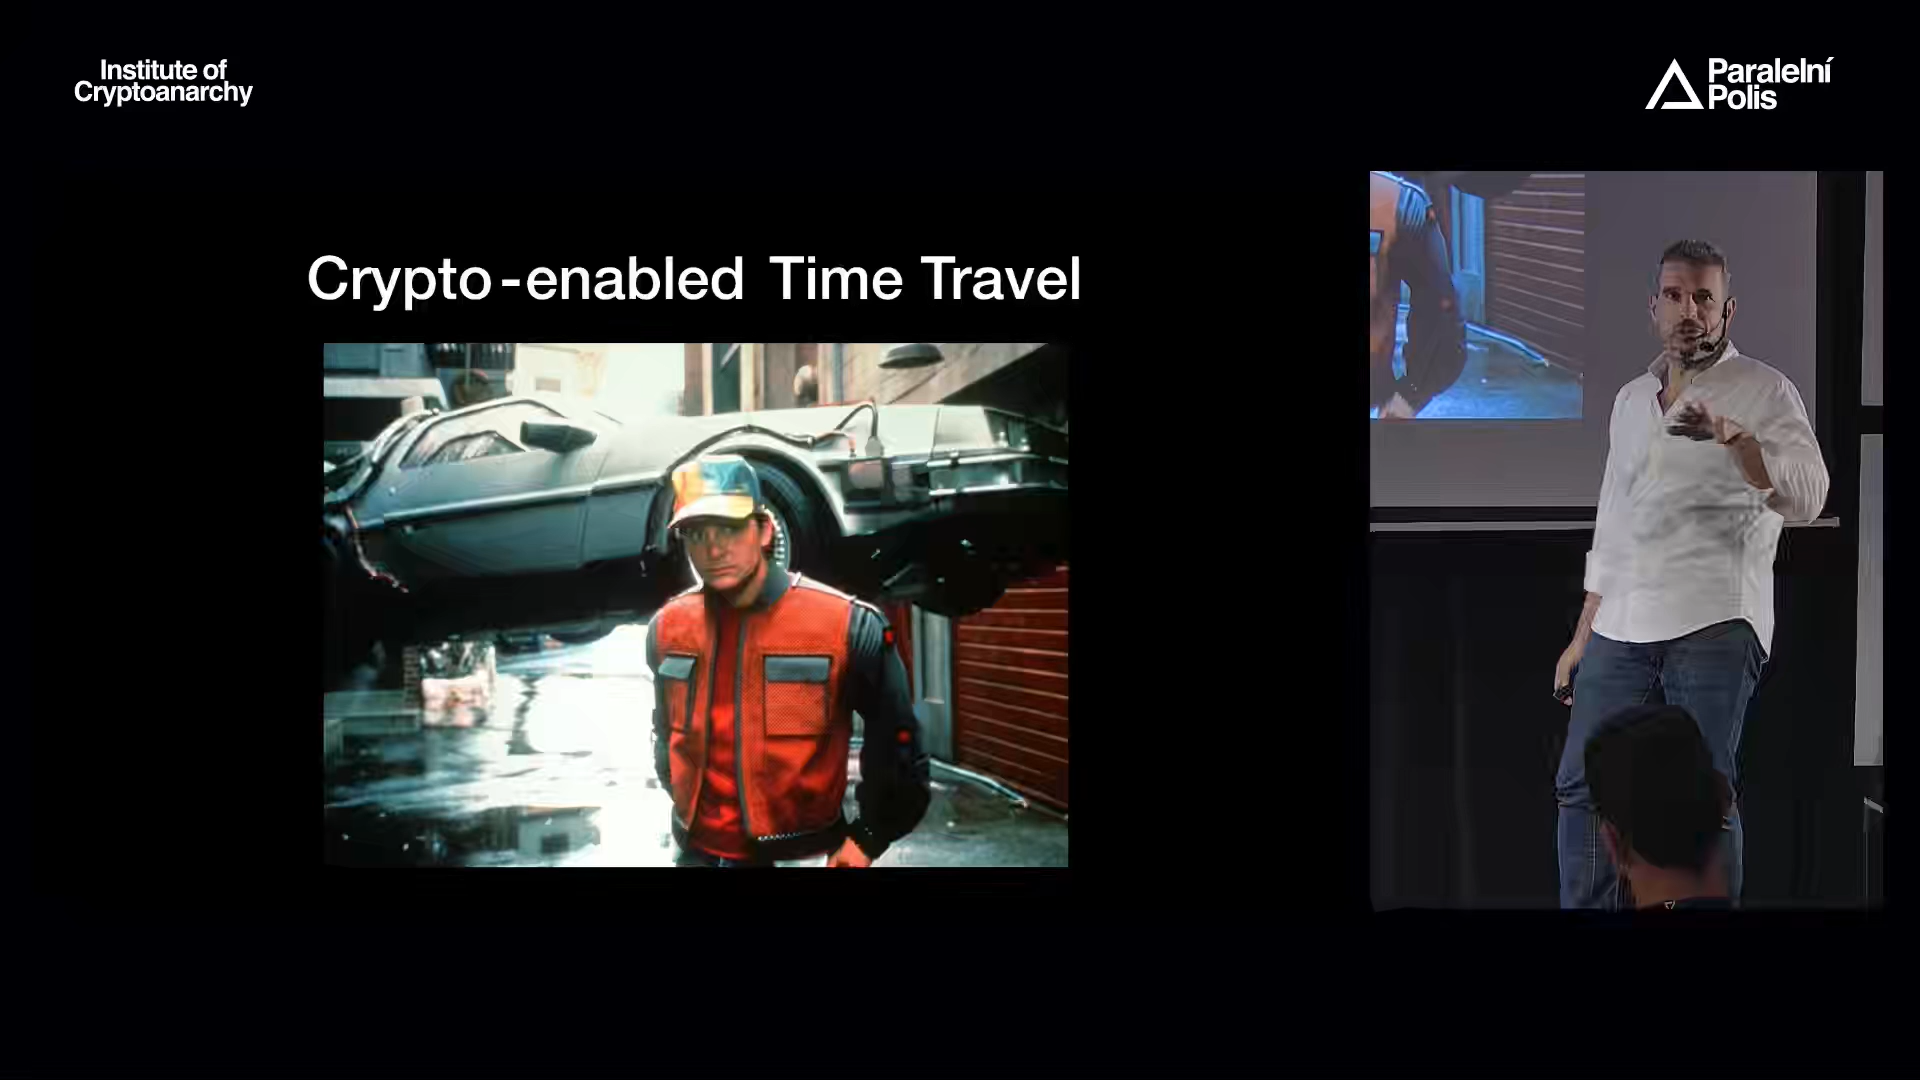 Institute of
Cryptoanarchy
Paralelní
Polis
Crypto-enabled Time Travel